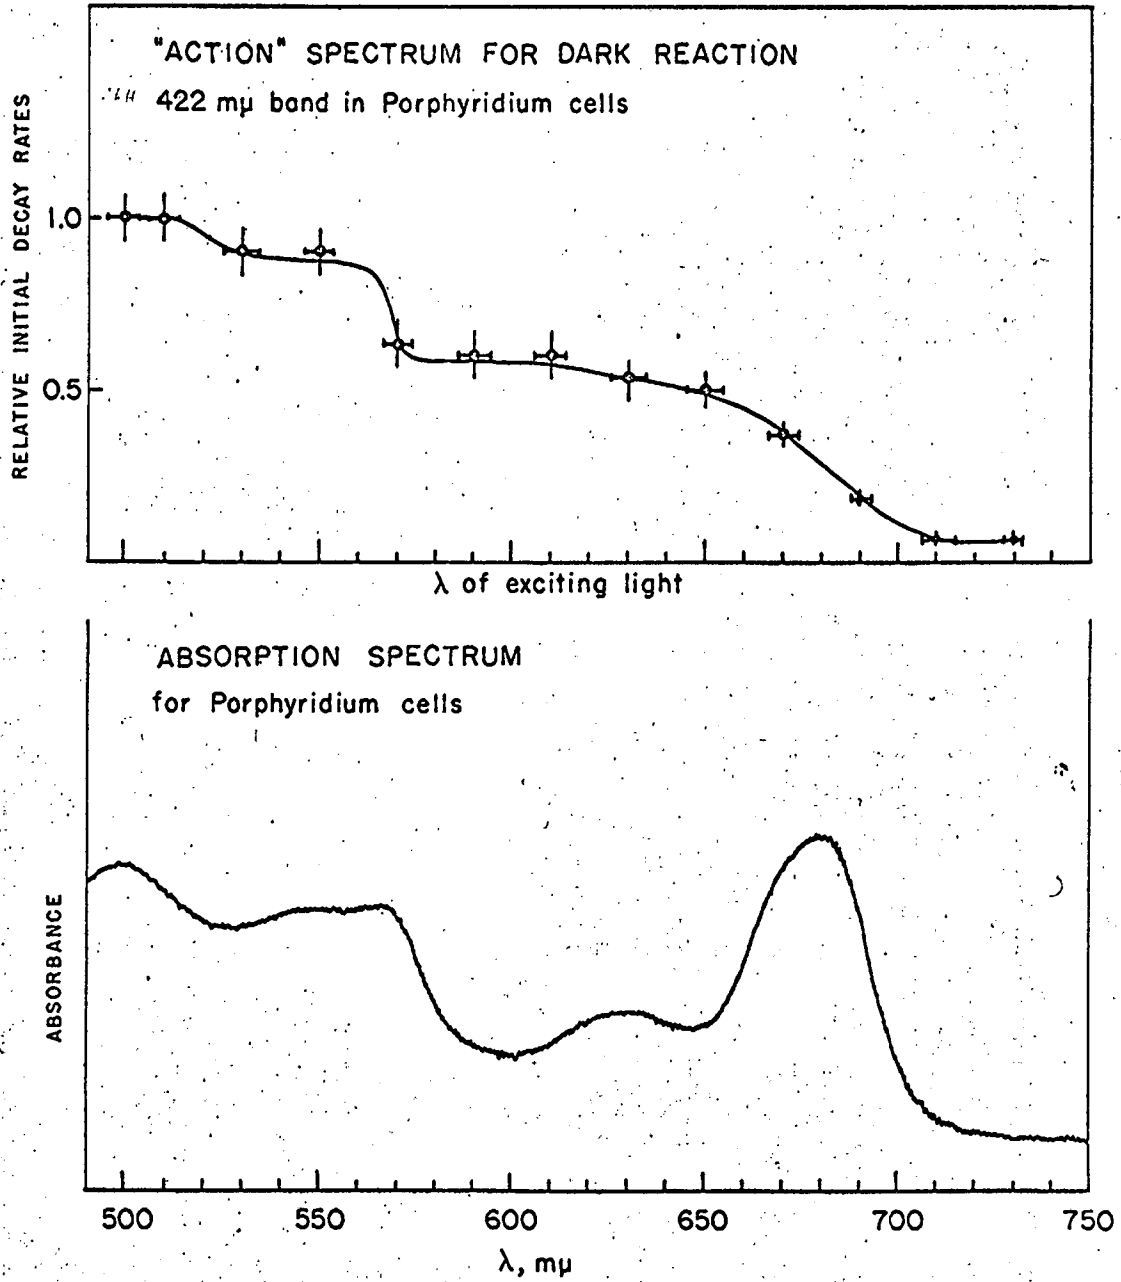 "ACTION" SPECTRUM FOR DARK REACTION
422 mμ band in Porphyridium cells
RELATIVE INITIAL DECAY RATES
1.0
0.5
λ of exciting light
ABSORPTION SPECTRUM
for Porphyridium cells
ABSORBANCE
500 550 600 650 700 750
λ, mμ